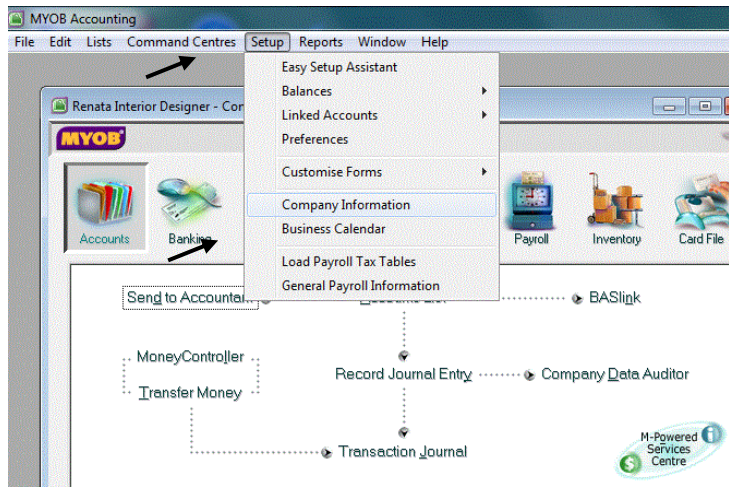 MYOB Accounting
File Edit Lists Command Centres Setup Reports Window Help
Easy Setup Assistant
Balances
Linked Accounts
Preferences
Customise Forms
Company Information
Business Calendar
Load Payroll Tax Tables
General Payroll Information
Renata Interior Designer - Co
MYOB
Accounts Banking Payroll Inventory Card File
Send to Accountant BASlink
MoneyController
Record Journal Entry Company Data Auditor
Transfer Money
Transaction Journal
M-Powered
Services
Centre